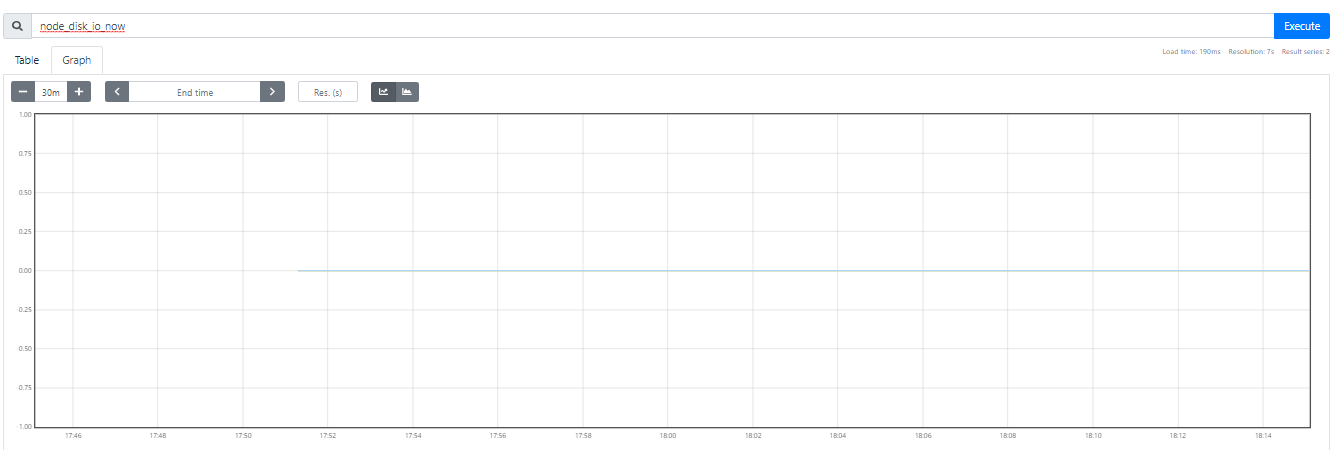 node_disk_io_now Execute
Table Graph Load time: 190ms Resolution: 7s Result series: 2
30m End time Res. (s)
1.00
0.75
0.50
0.25
0.00
0.25
0.50
0.75
1.00
17:46 17:48 17:50 17:52 17:54 17:56 17:58 18:00 18:02 18:04 18:06 18:08 18:10 18:12 18:14